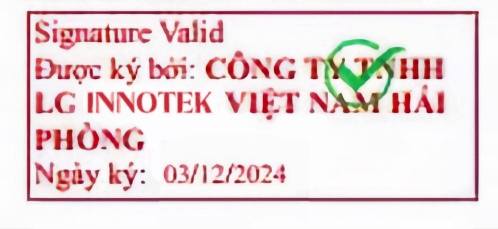 Signature Valid
Được ký bởi: CÔNG TY TNHH
LG INNOTEK VIỆT NAM HẢI
PHÒNG
Ngày ký: 03/12/2024